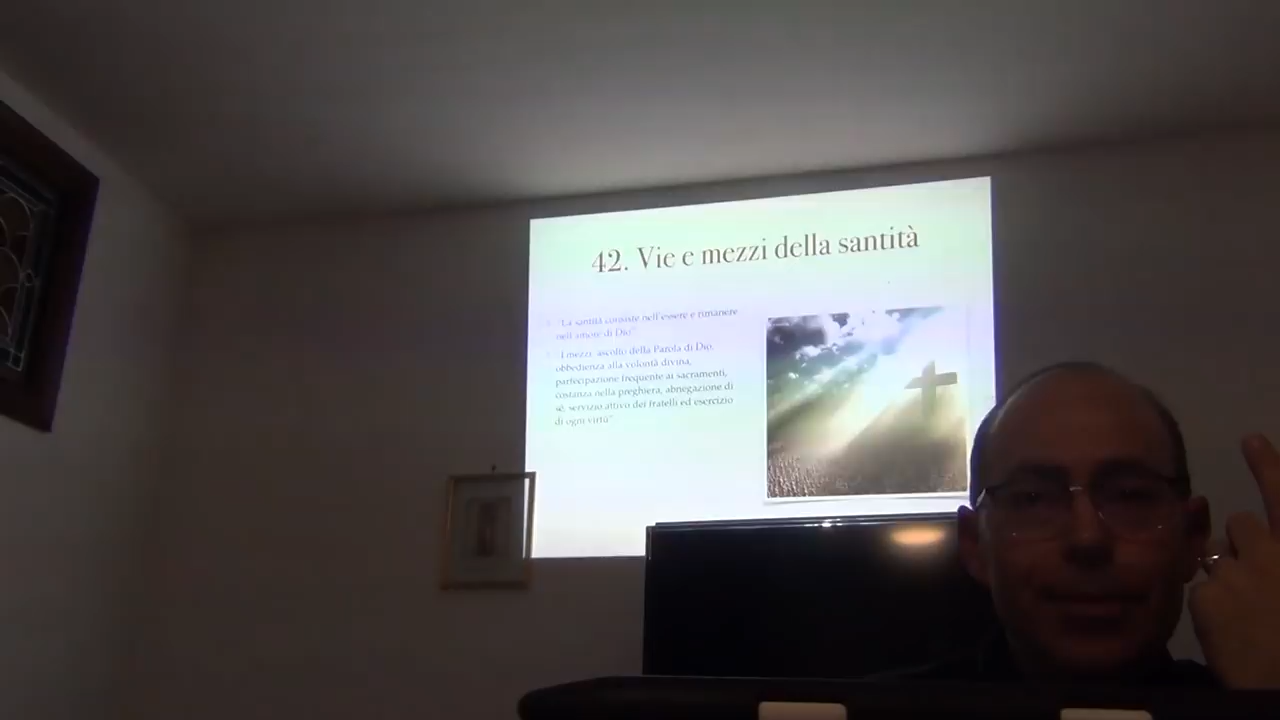 42. Vie e mezzi della santità
"La santità consiste nell'essere e rimanere
nell'amore di Dio"
I mezzi: ascolto della Parola di Dio,
obbedienza alla volontà divina,
partecipazione frequente ai sacramenti,
costanza nella preghiera, abnegazione di
sè, servizio attivo dei fratelli ed esercizio
di ogni virtù"